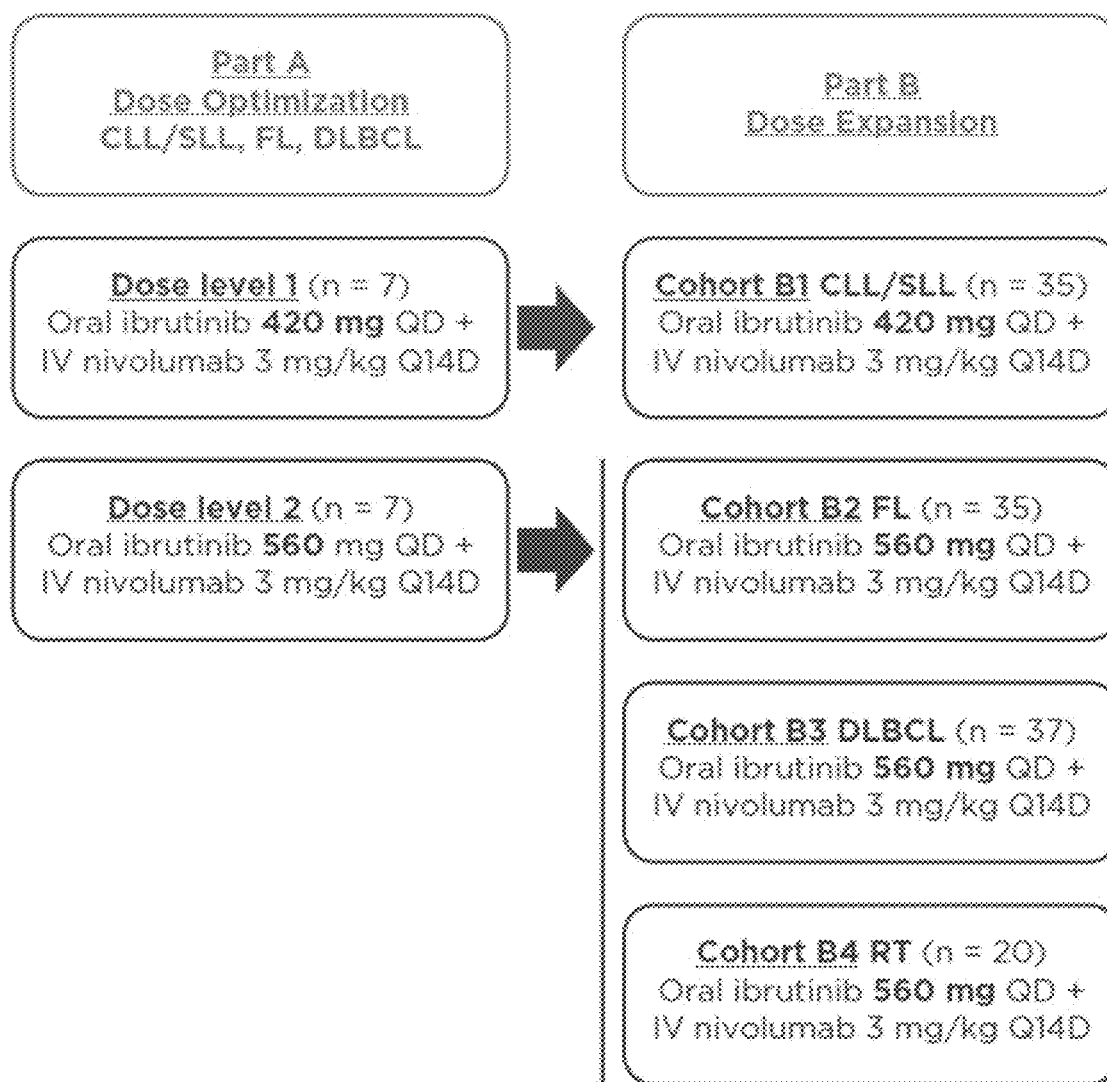 Part A
Dose Optimization
CLL/SLL, FL, DLBCL
Part B
Dose Expansion
Dose level 1 (n = 7)
Oral ibrutinib 420 mg QD +
IV nivolumab 3 mg/kg Q14D
Cohort B1 CLL/SLL (n = 35)
Oral ibrutinib 420 mg QD +
IV nivolumab 3 mg/kg Q14D
Dose level 2 (n = 7)
Oral ibrutinib 560 mg QD +
IV nivolumab 3 mg/kg Q14D
Cohort B2 FL (n = 35)
Oral ibrutinib 560 mg QD +
IV nivolumab 3 mg/kg Q14D
Cohort B3 DLBCL (n = 37)
Oral ibrutinib 560 mg QD +
IV nivolumab 3 mg/kg Q14D
Cohort B4 RT (n = 20)
Oral ibrutinib 560 mg QD +
IV nivolumab 3 mg/kg Q14D